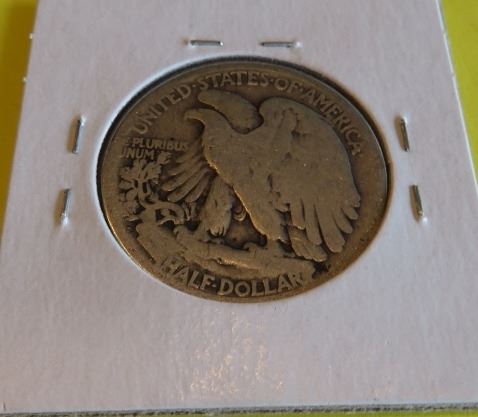 UNITED·STATES·OF·AMERICA
E·PLURIBUS
UNUM
HALF·DOLLAR